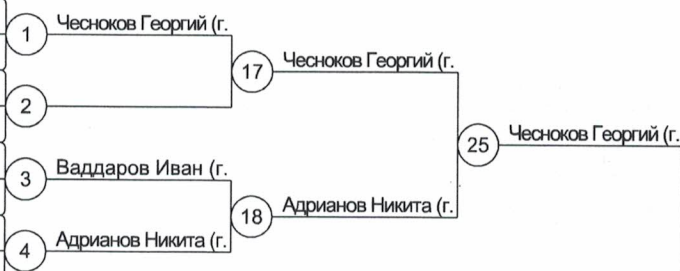 1
Чесноков Георгий (г.
17
Чесноков Георгий (г.
2
25
Чесноков Георгий (г.
3
Ваддаров Иван (г.
18
Адрианов Никита (г.
4
Адрианов Никита (г.